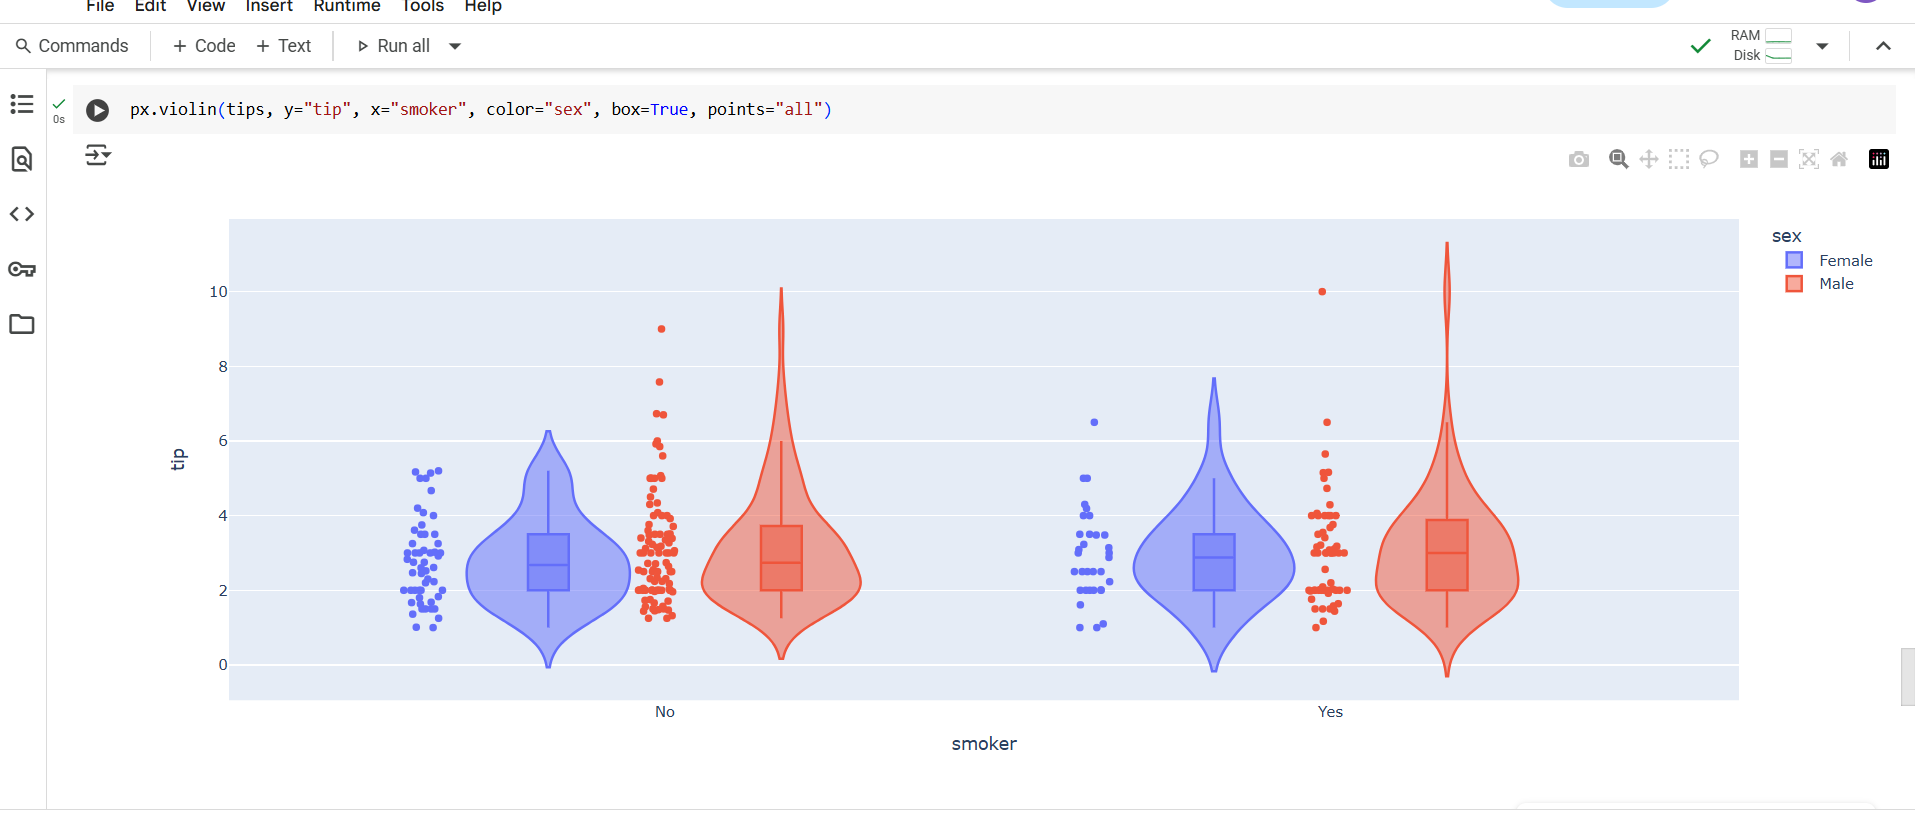 File Edit View Insert Runtime Tools Help
Commands + Code + Text Run all
RAM
Disk
0s
px.violin(tips, y="tip", x="smoker", color="sex", box=True, points="all")
sex
Female
Male
10
8
6
4
2
0
tip
No Yes
smoker